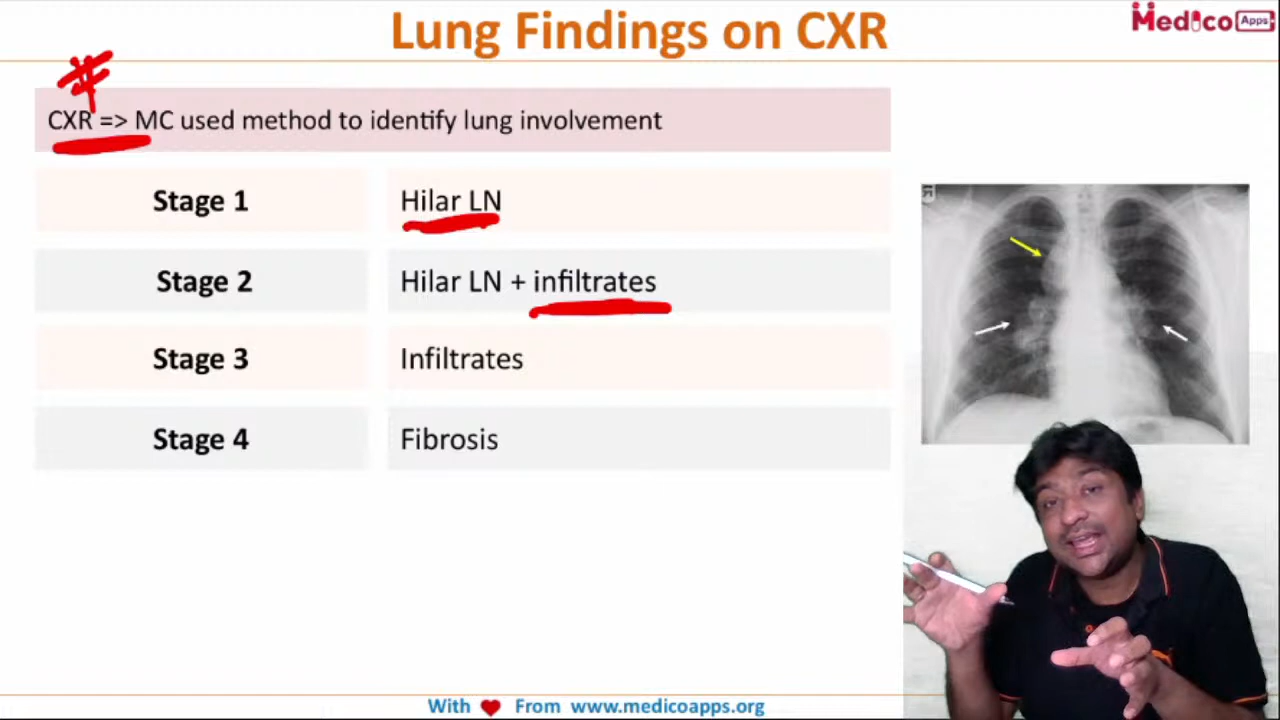 Lung Findings on CXR
Medico Apps
CXR => MC used method to identify lung involvement
Stage 1 Hilar LN
Stage 2 Hilar LN + infiltrates
Stage 3 Infiltrates
Stage 4 Fibrosis
With From www.medicoapps.org